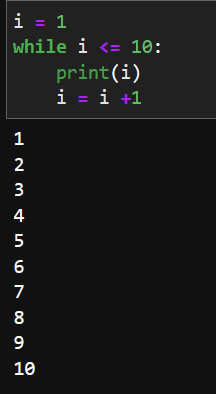 i = 1
while i <= 10:
    print(i)
    i = i +1
1
2
3
4
5
6
7
8
9
10